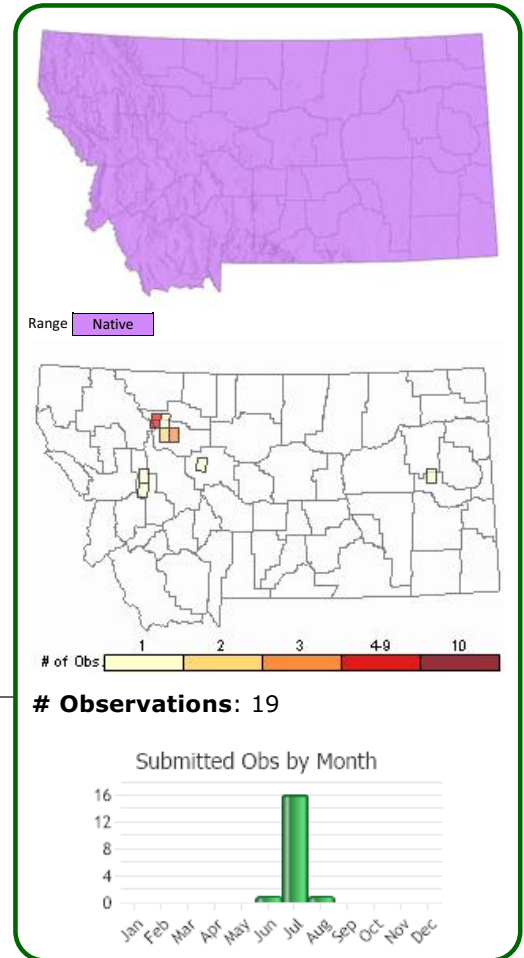 Range Native
1 2 3 4-9 10
# of Obs.
# Observations: 19
Submitted Obs by Month
16
12
8
4
0
Jan Feb Mar Apr May Jun Jul Aug Sep Oct Nov Dec